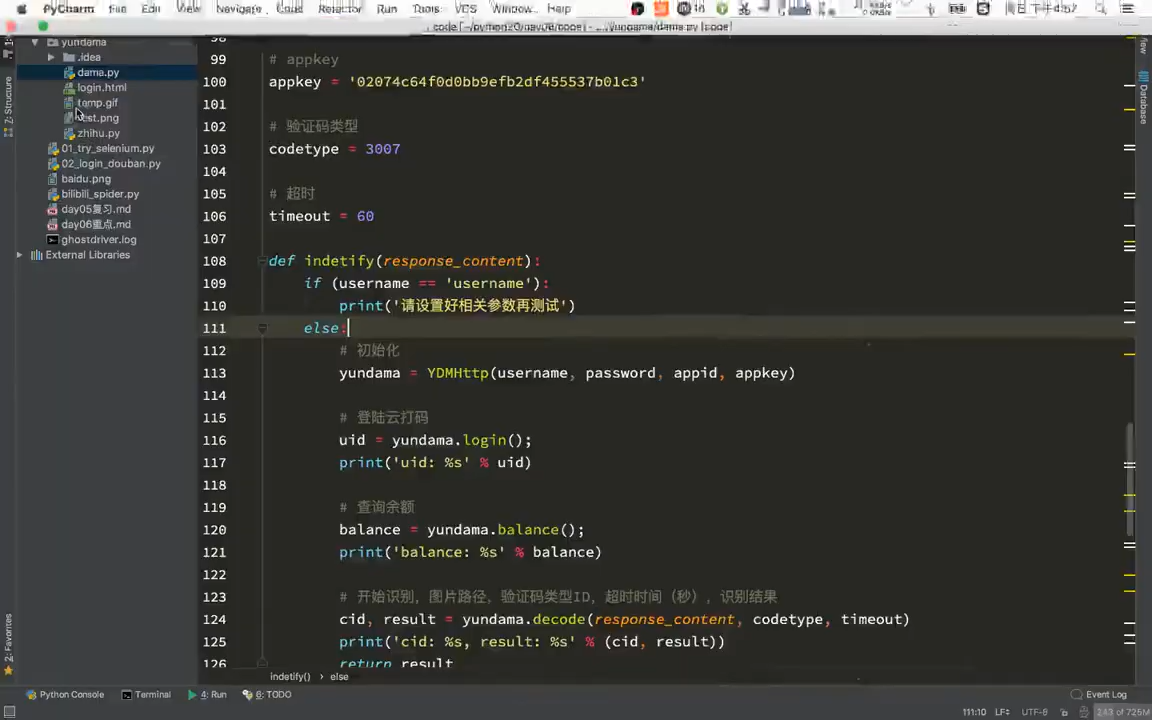 PyCharm File Edit View Navigate Code Refactor Run Tools VCS Window Help
yundama
.idea
dama.py
login.html
temp.gif
test.png
zhihu.py
01_try_selenium.py
02_login_douban.py
baidu.png
bilibili_spider.py
day05复习.md
day06重点.md
ghostdriver.log
External Libraries
Z: Structure
2: Favorites
View
Database
98
99 # appkey
100 appkey = '02074c64f0d0bb9efb2df455537b01c3'
101
102 # 验证码类型
103 codetype = 3007
104
105 # 超时
106 timeout = 60
107
108 def indetify(response_content):
109 if (username == 'username'):
110 print('请设置好相关参数再测试')
111 else:
112 # 初始化
113 yundama = YDMHttp(username, password, appid, appkey)
114
115 # 登陆云打码
116 uid = yundama.login();
117 print('uid: %s' % uid)
118
119 # 查询余额
120 balance = yundama.balance();
121 print('balance: %s' % balance)
122
123 # 开始识别，图片路径，验证码类型ID，超时时间（秒），识别结果
124 cid, result = yundama.decode(response_content, codetype, timeout)
125 print('cid: %s, result: %s' % (cid, result))
126 return result
indetify() › else
Python Console Terminal 4: Run 6: TODO Event Log
111:10 LF÷ UTF-8 243 of 725M